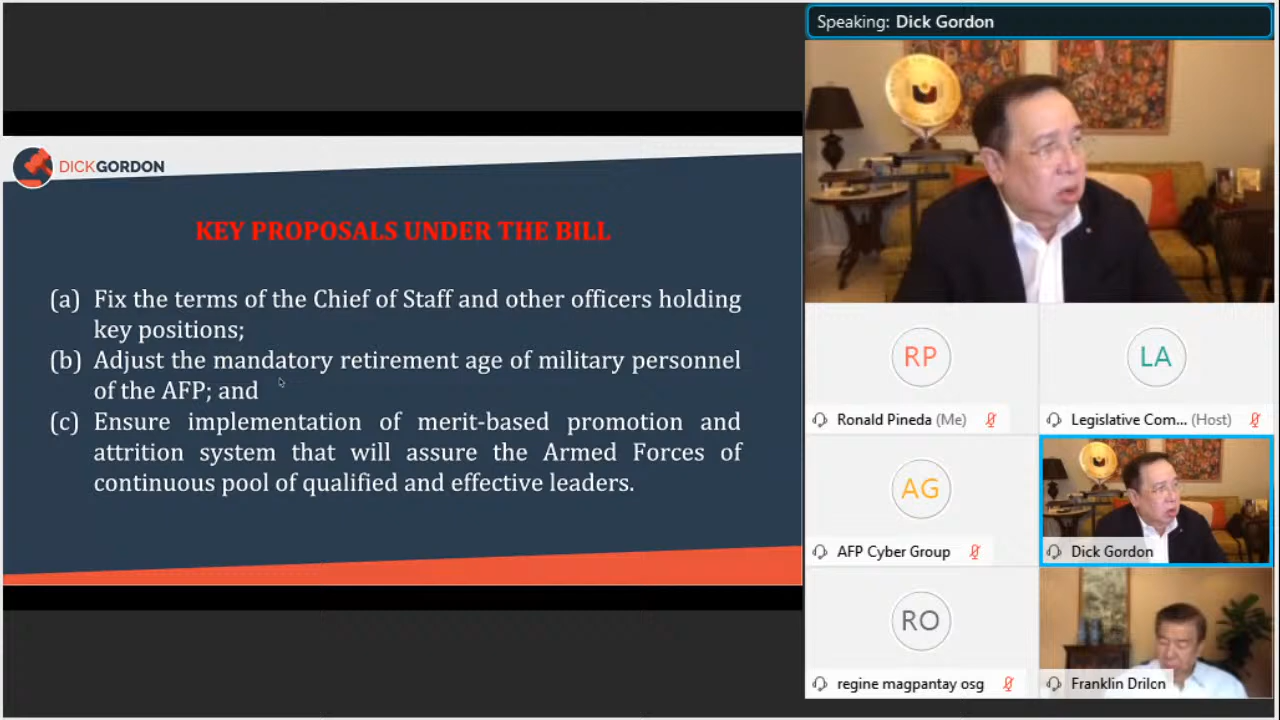 Speaking: Dick Gordon
DICKGORDON
KEY PROPOSALS UNDER THE BILL
(a) Fix the terms of the Chief of Staff and other officers holding
key positions;
(b) Adjust the mandatory retirement age of military personnel
of the AFP; and
(c) Ensure implementation of merit-based promotion and
attrition system that will assure the Armed Forces of
continuous pool of qualified and effective leaders.
RP
Ronald Pineda (Me)
LA
Legislative Com... (Host)
AG
AFP Cyber Group
Dick Gordon
RO
regine magpantay osg
Franklin Drilon